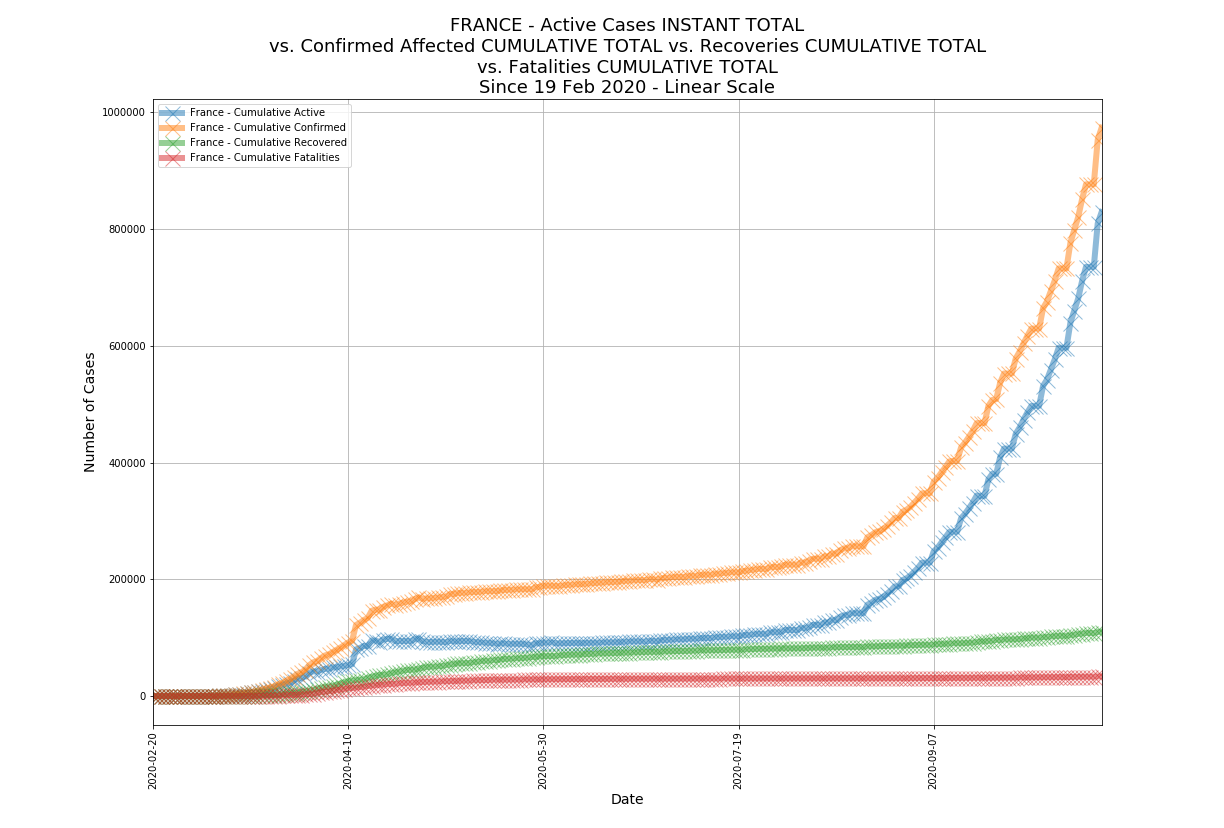 FRANCE - Active Cases INSTANT TOTAL
vs. Confirmed Affected CUMULATIVE TOTAL vs. Recoveries CUMULATIVE TOTAL
vs. Fatalities CUMULATIVE TOTAL
Since 19 Feb 2020 - Linear Scale
France - Cumulative Active
France - Cumulative Confirmed
France - Cumulative Recovered
France - Cumulative Fatalities
Number of Cases
1000000
800000
600000
400000
200000
0
2020-02-20
2020-04-10
2020-05-30
2020-07-19
2020-09-07
Date